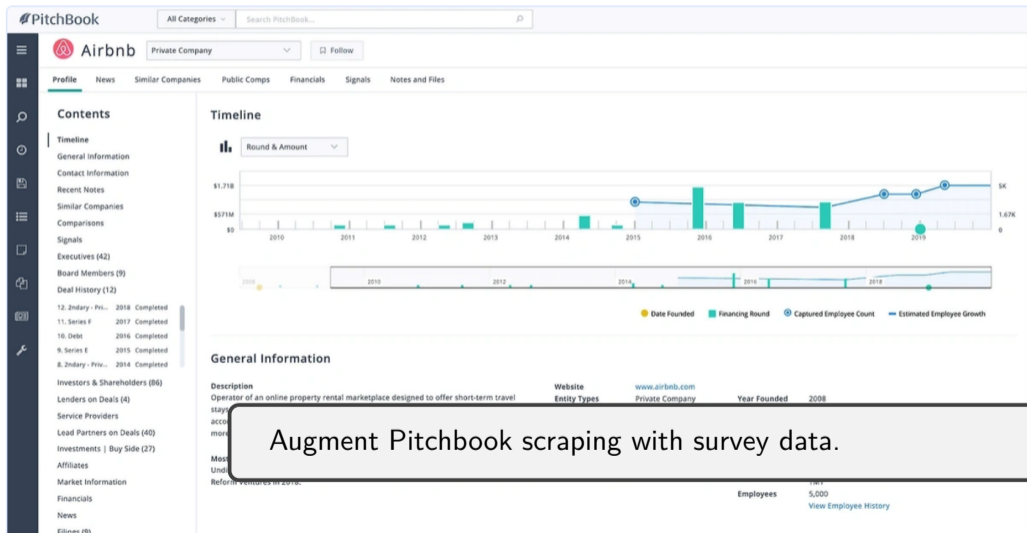 PitchBook
All Categories
Search PitchBook...
Airbnb
Private Company
Follow
Profile News Similar Companies Public Comps Financials Signals Notes and Files
Contents
Timeline
General Information
Contact Information
Recent Notes
Similar Companies
Comparisons
Signals
Executives (42)
Board Members (9)
Deal History (12)
12. 2ndary - Pri... 2018 Completed
11. Series F 2017 Completed
10. Debt 2016 Completed
9. Series E 2015 Completed
8. 2ndary - Priv... 2014 Completed
Investors & Shareholders (86)
Lenders on Deals (4)
Service Providers
Lead Partners on Deals (40)
Investments | Buy Side (27)
Affiliates
Market Information
Financials
News
Filings (9)
Timeline
Round & Amount
$1.71B 5K
$571M 1.67K
$0 0
2010 2011 2012 2013 2014 2015 2016 2017 2018 2019
2008 2010 2012 2014 2016 2018
Date Founded Financing Round Captured Employee Count Estimated Employee Growth
General Information
Description
Operator of an online property rental marketplace designed to offer short-term travel
Website www.airbnb.com
Entity Types Private Company
Year Founded 2008
Augment Pitchbook scraping with survey data.
Reform Ventures in 2018.
Employees 5,000
View Employee History